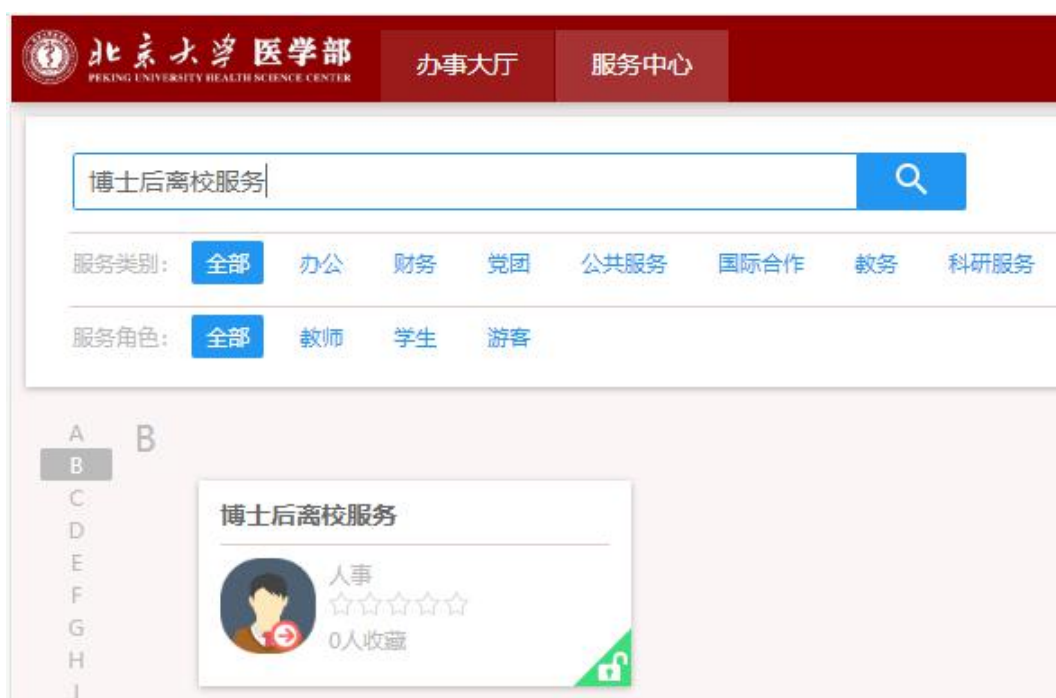 北京大学 医学部 办事大厅 服务中心
PEKING UNIVERSITY HEALTH SCIENCE CENTER
博士后离校服务
服务类别： 全部 办公 财务 党团 公共服务 国际合作 教务 科研服务
服务角色： 全部 教师 学生 游客
A
B
C
D
E
F
G
H
I
B
博士后离校服务
人事
☆☆☆☆☆
0人收藏